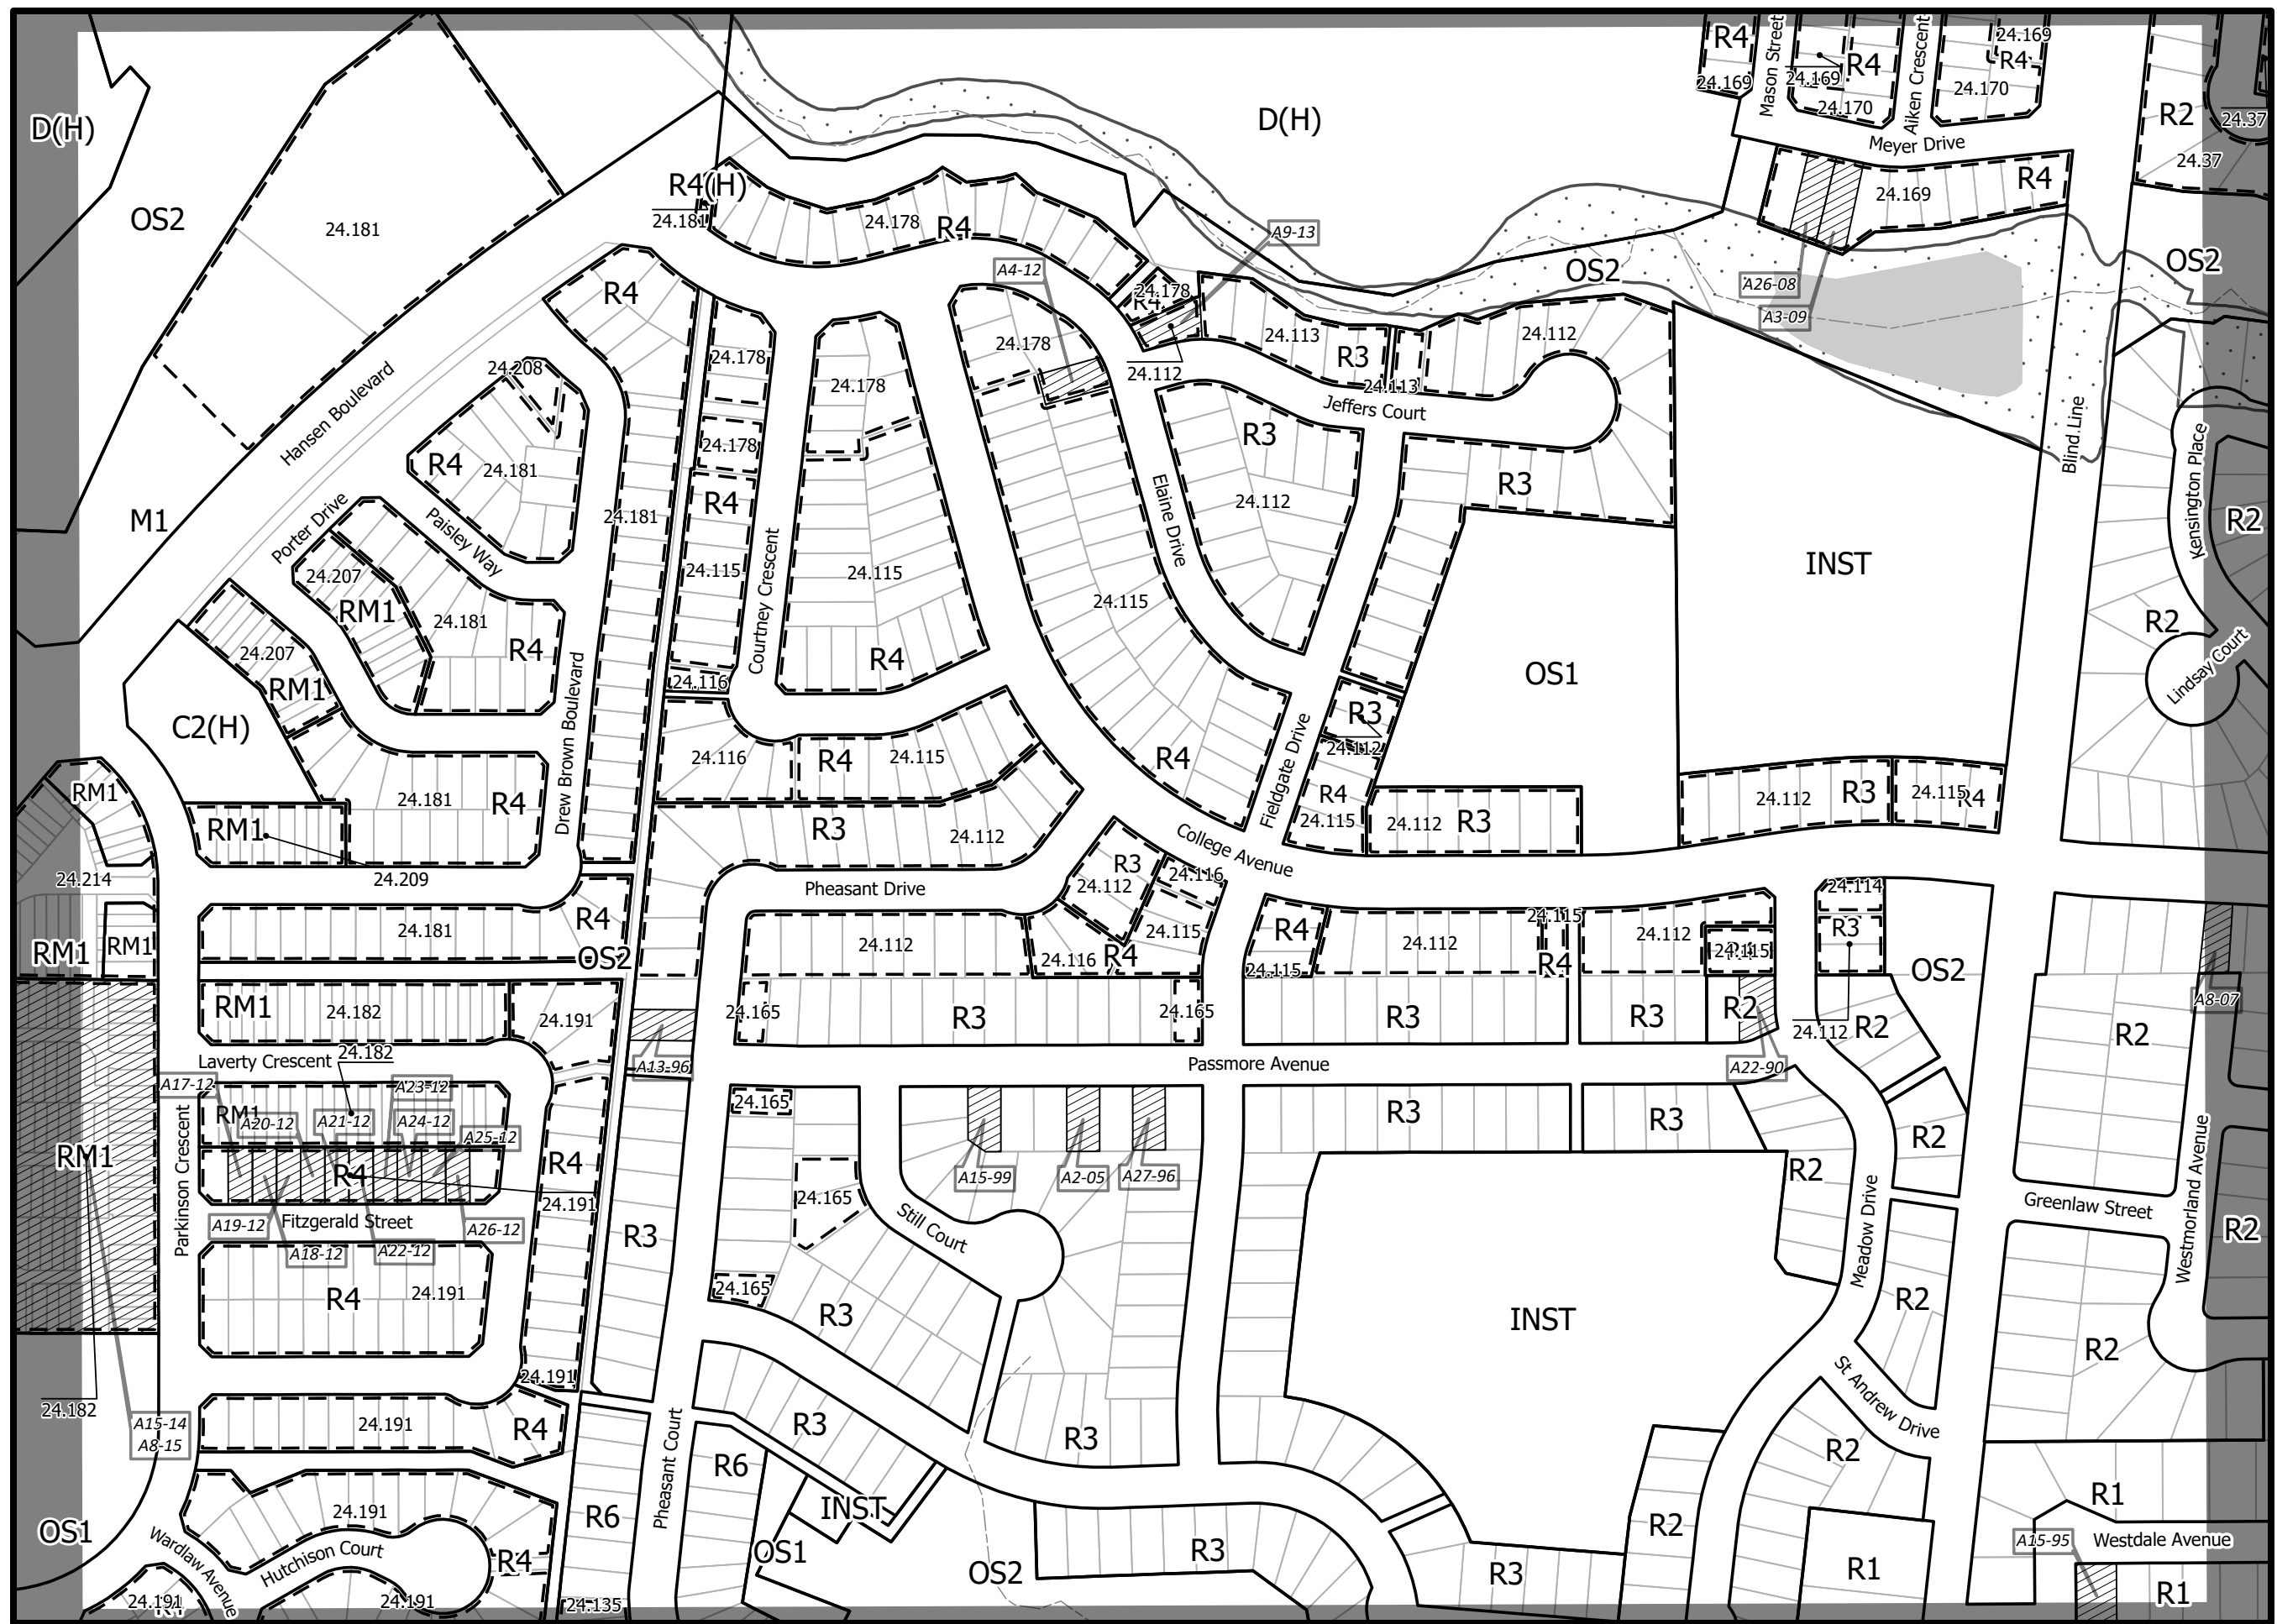 R4
Mason Street
R4
Aiken Crescent
24.169
R4
24.169
24.169
24.170
24.170
R2
24.37
24.37
D(H)
D(H)
Meyer Drive
OS2
24.181
R4(H)
24.181
24.178
R4
24.169
R4
A9-13
A4-12
OS2
OS2
A26-08
A3-09
R4
24.178
R4
24.178
24.178
24.113
R3
24.112
24.112
24.113
24.208
24.178
24.178
Hansen Boulevard
Jeffers Court
R3
R4
24.181
24.178
R4
Blind Line
Kensington Place
R2
R3
24.112
Elaine Drive
M1
Porter Drive
Paisley Way
24.181
24.115
24.115
24.115
Courtney Crescent
INST
24.207
RM1
24.181
R4
24.207
RM1
R2
Lindsay Court
24.116
R4
OS1
C2(H)
Drew Brown Boulevard
24.116
R4
24.115
R4
R3
24.112
Fieldgate Drive
RM1
24.181
R4
RM1
R3
24.112
R4
24.115
24.112
R3
24.112
R3
24.115
R4
College Avenue
24.214
24.209
Pheasant Drive
R3
24.112
24.116
24.114
24.181
R4
RM1
RM1
OS2
24.112
24.116
R4
24.115
R4
24.115
24.112
24.115
R4
24.112
24.115
R3
OS2
RM1
24.182
24.191
24.165
R3
24.165
R3
R3
R2
24.112
R2
R2
A8-07
Laverty Crescent
24.182
A13-96
Passmore Avenue
A22-90
A17-12
RM1
A20-12
A21-12
A23-12
A24-12
A25-12
24.165
R3
R3
R2
R2
RM1
Parkinson Crescent
R4
R4
24.191
A15-99
A2-05
A27-96
24.165
Meadow Drive
Westmorland Avenue
Greenlaw Street
R2
A19-12
Fitzgerald Street
A18-12
A22-12
A26-12
R3
Still Court
R4
24.191
24.165
R3
INST
R2
R2
24.191
24.182
A15-14
A8-15
24.191
R4
R3
R3
St Andrew Drive
R2
Pheasant Court
R6
R6
INST
OS1
24.191
Hutchison Court
Wardlaw Avenue
R4
24.191
24.191
24.135
OS1
OS2
R3
R3
R2
R1
R1
A15-95
Westdale Avenue
R1